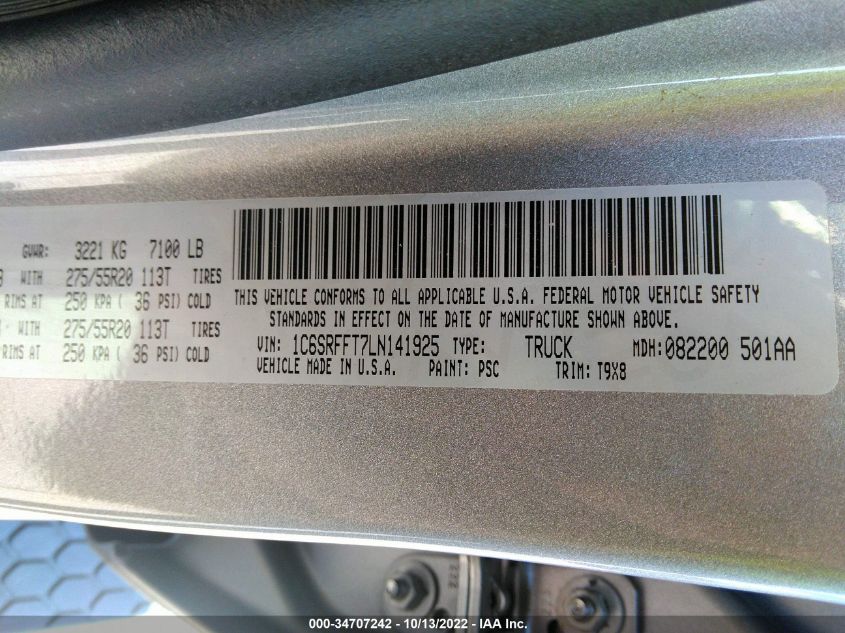 GVWR: 3221 KG 7100 LB
WITH 275/55R20 113T TIRES
RIMS AT 250 KPA ( 36 PSI) COLD
WITH 275/55R20 113T TIRES
RIMS AT 250 KPA ( 36 PSI) COLD
THIS VEHICLE CONFORMS TO ALL APPLICABLE U.S.A. FEDERAL MOTOR VEHICLE SAFETY
STANDARDS IN EFFECT ON THE DATE OF MANUFACTURE SHOWN ABOVE.
VIN: 1C6SRFFT7LN141925 TYPE: TRUCK MDH:082200 501AA
VEHICLE MADE IN U.S.A. PAINT: PSC TRIM: T9X8
000-34707242 - 10/13/2022 - IAA Inc.